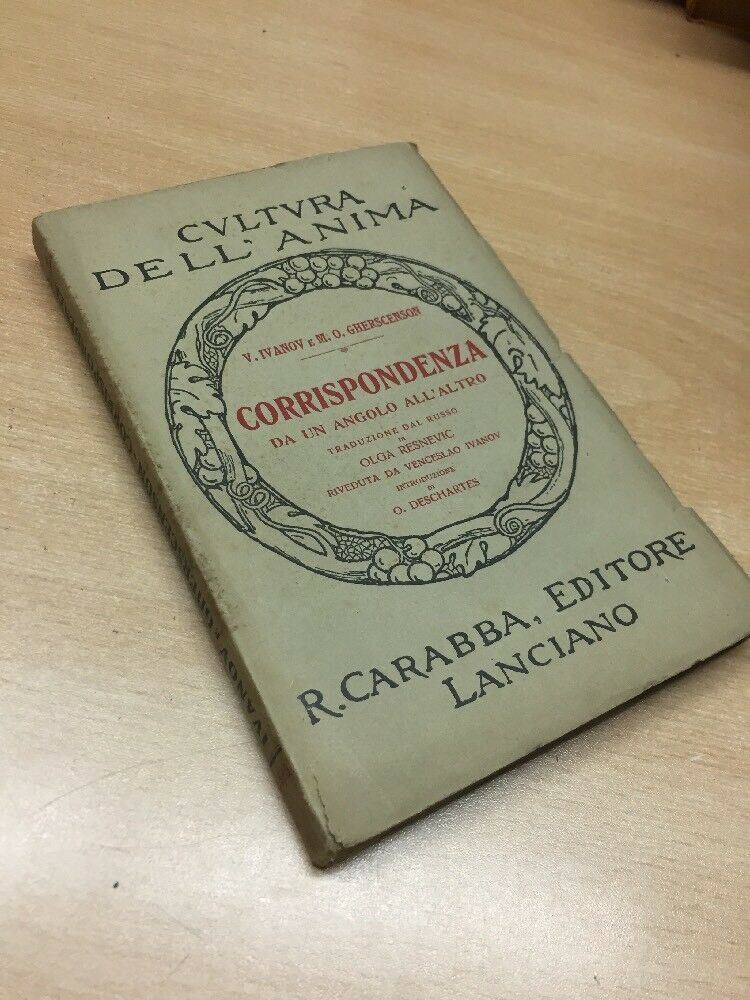 CVLTVRA
DELL' ANIMA
V. IVANOV E M. O. GHERSCENSON
CORRISPONDENZA
DA UN ANGOLO ALL'ALTRO
TRADUZIONE DAL RUSSO
DI
OLGA RESNEVIC
RIVEDUTA DA VENCESLAO IVANOV
INTRODUZIONE
DI
O. DESCHARTES
R. CARABBA, EDITORE
LANCIANO
IVANOV